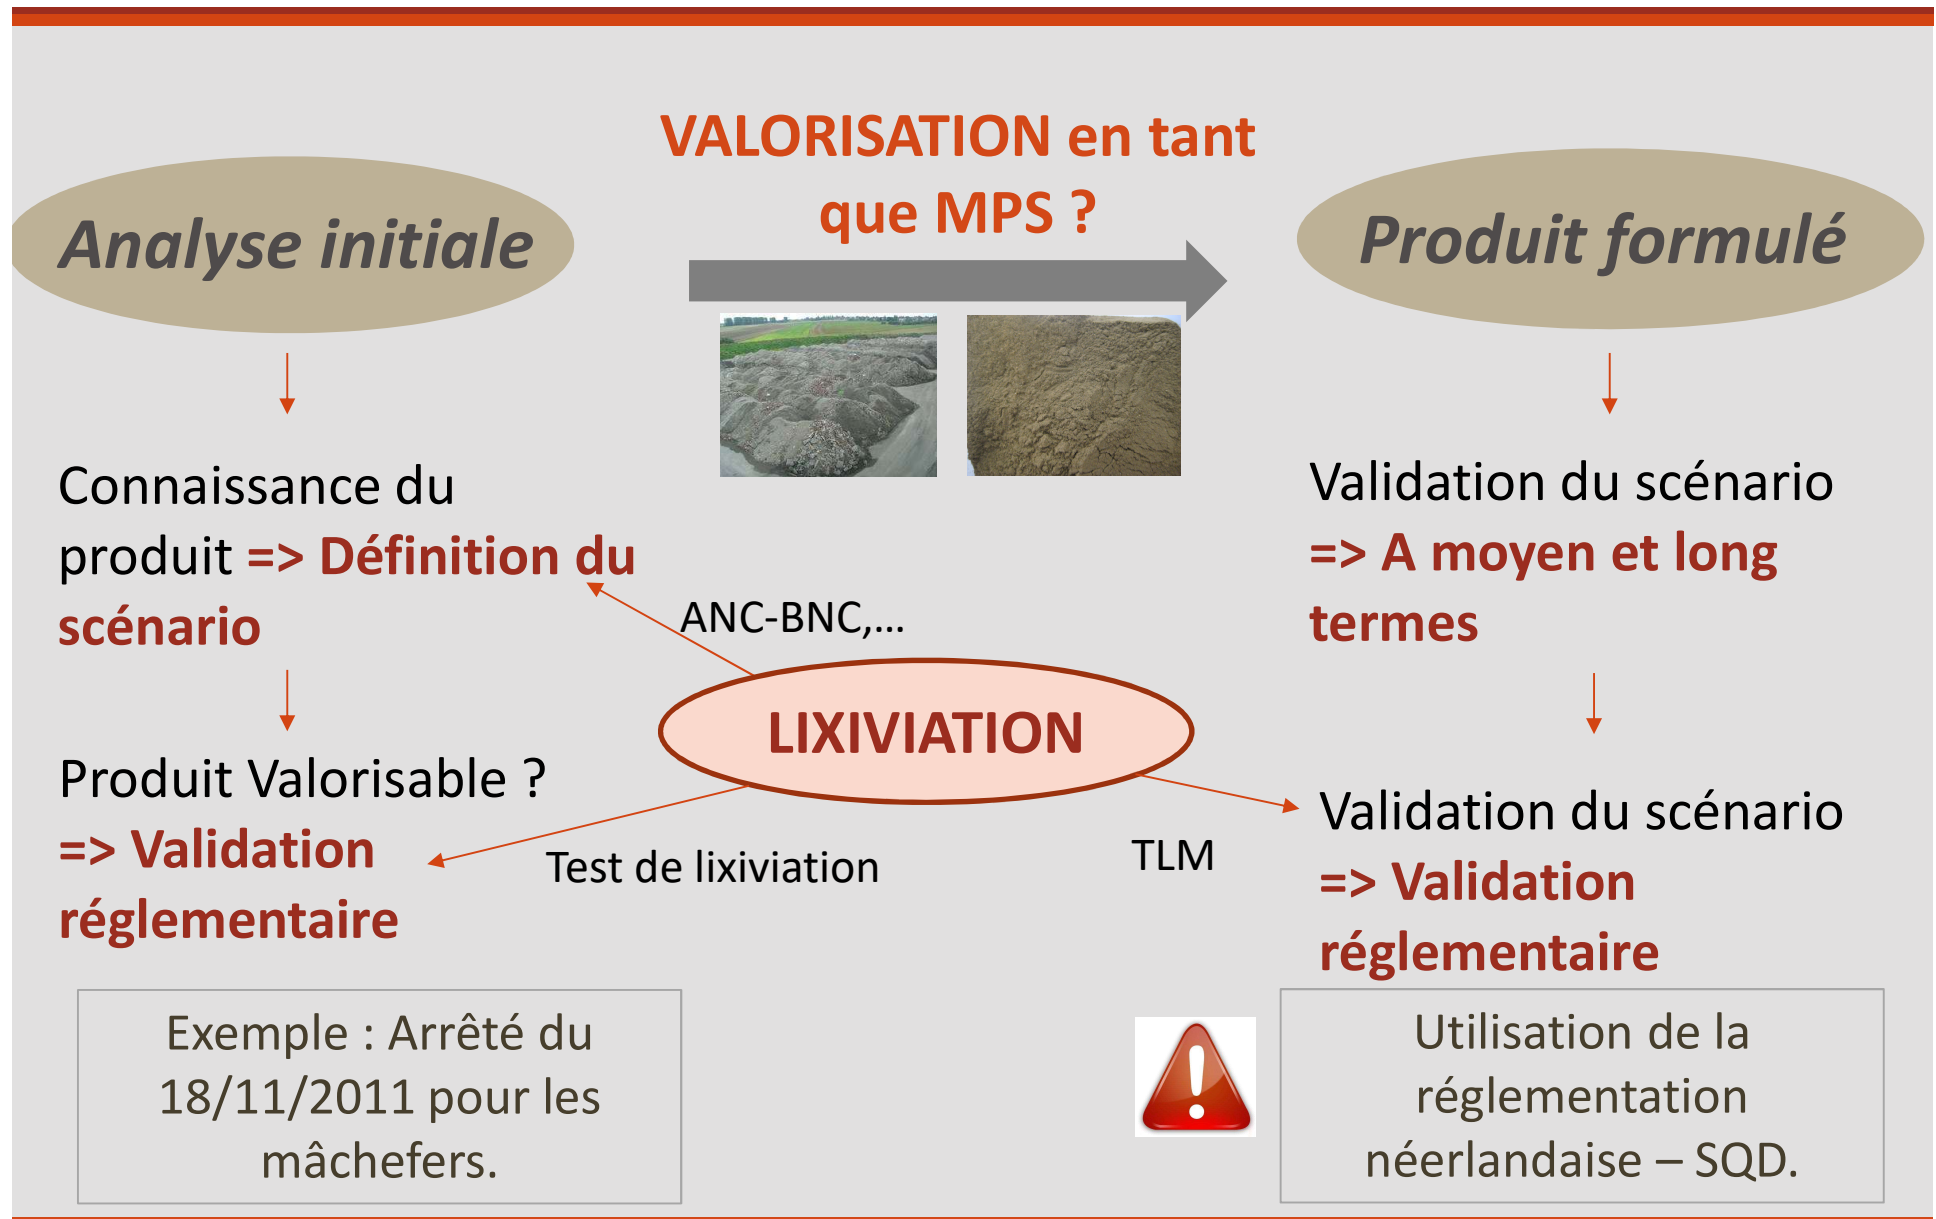 VALORISATION en tant
que MPS ?
Analyse initiale
Produit formulé
Connaissance du
produit => Définition du
scénario
Produit Valorisable ?
=> Validation
réglementaire
Exemple : Arrêté du
18/11/2011 pour les
mâchefers.
ANC-BNC,...
LIXIVIATION
Test de lixiviation
TLM
Validation du scénario
=> A moyen et long
termes
Validation du scénario
=> Validation
réglementaire
Utilisation de la
réglementation
néerlandaise – SQD.